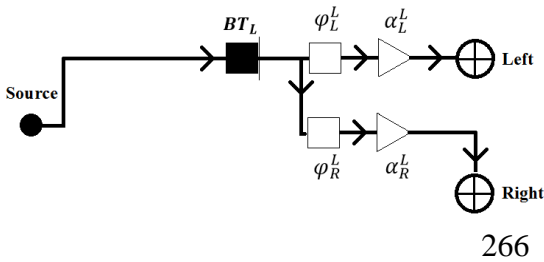 BT_L
φ_L^L
α_L^L
Left
Source
φ_R^L
α_R^L
Right
266